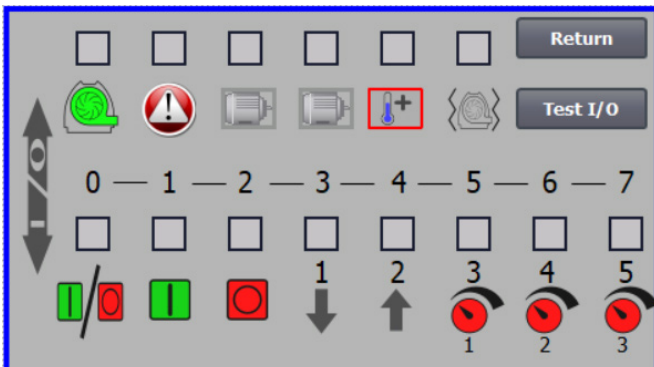 Return
Test I/O
I/O
0 — 1 — 2 — 3 — 4 — 5 — 6 — 7
1 2 3 4 5
1 2 3